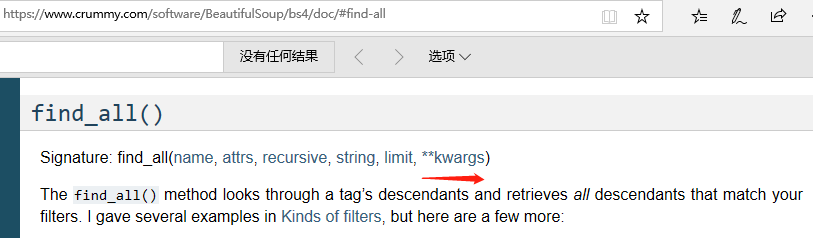 https://www.crummy.com/software/BeautifulSoup/bs4/doc/#find-all
没有任何结果 选项
find_all()
Signature: find_all(name, attrs, recursive, string, limit, **kwargs)
The find_all() method looks through a tag’s descendants and retrieves all descendants that match your
filters. I gave several examples in Kinds of filters, but here are a few more: